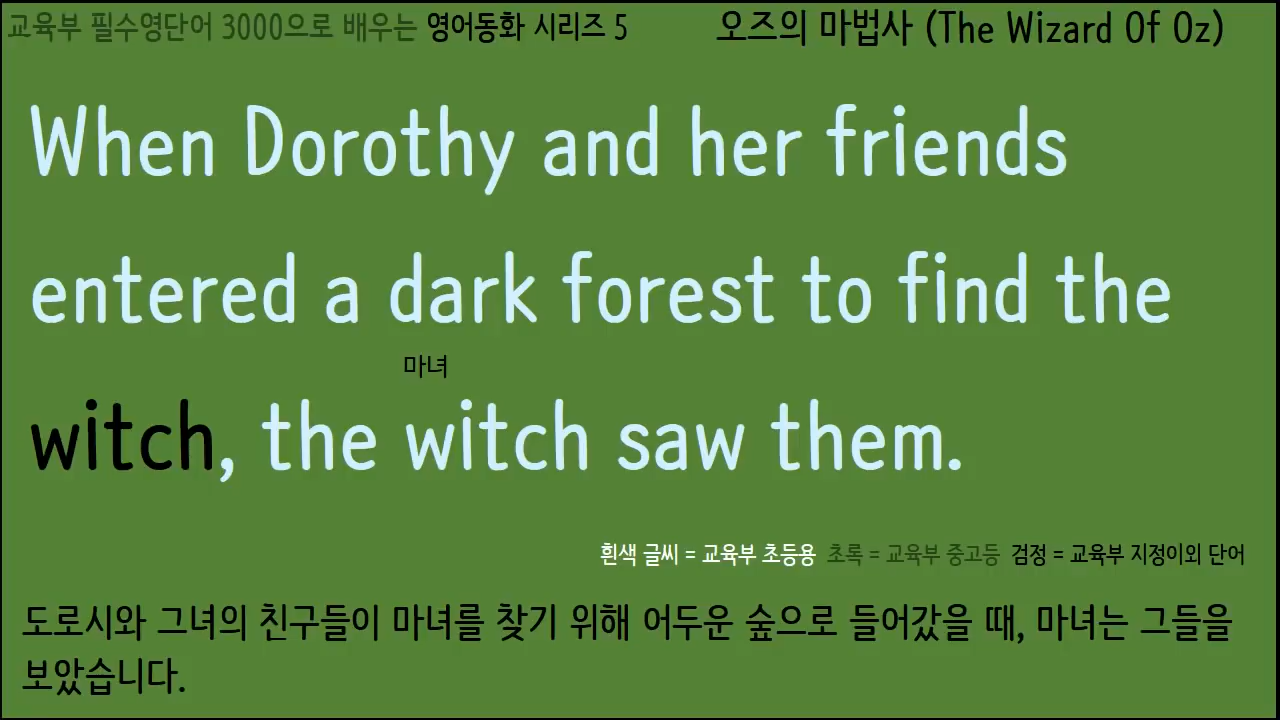 교육부 필수영단어 3000으로 배우는 영어동화 시리즈 5 오즈의 마법사 (The Wizard Of Oz)
When Dorothy and her friends
entered a dark forest to find the
마녀
witch, the witch saw them.
흰색 글씨 = 교육부 초등용 초록 = 교육부 중고등 검정 = 교육부 지정이외 단어
도로시와 그녀의 친구들이 마녀를 찾기 위해 어두운 숲으로 들어갔을 때, 마녀는 그들을
보았습니다.